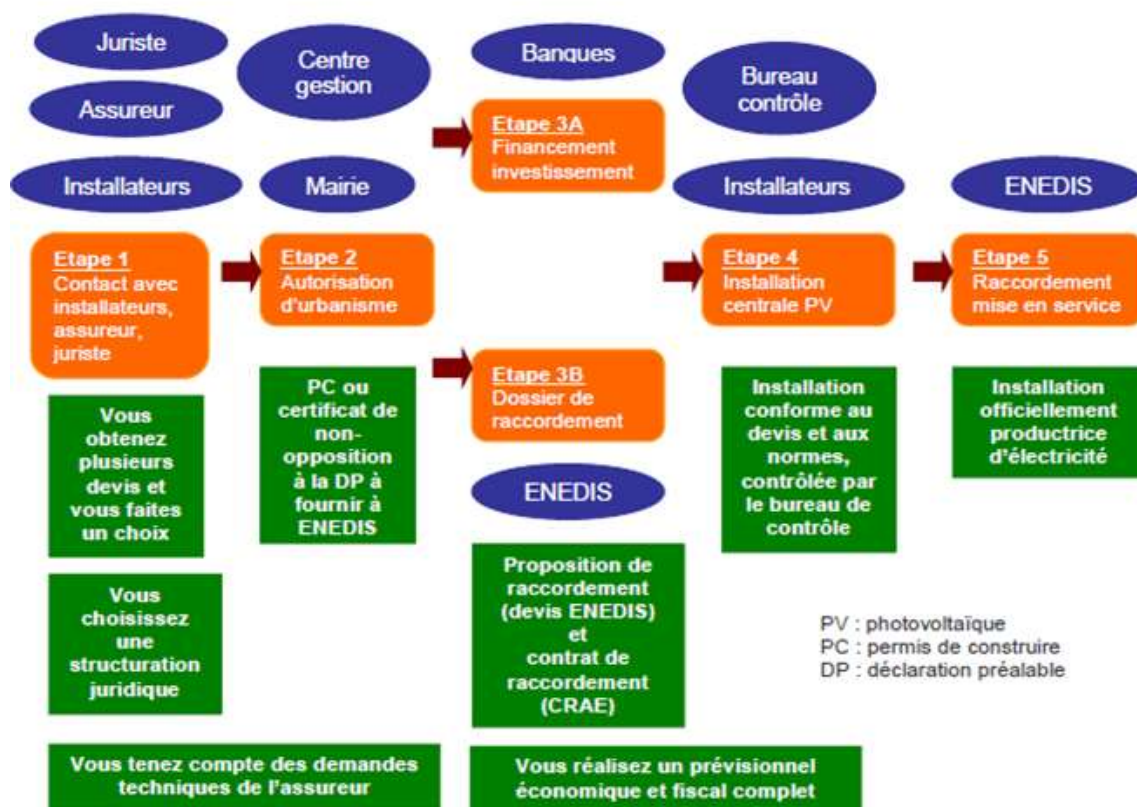 Juriste
Assureur
Installateurs
Etape 1
Contact avec
installateurs,
assureur,
juriste
Vous
obtenez
plusieurs
devis et
vous faites
un choix
Vous
choisissez
une
structuration
juridique
Centre
gestion
Mairie
Etape 2
Autorisation
d'urbanisme
PC ou
certificat de
non-
opposition
à la DP à
fournir à
ENEDIS
Vous tenez compte des demandes
techniques de l'assureur
Banques
Etape 3A
Financement
investissement
Etape 3B
Dossier de
raccordement
ENEDIS
Proposition de
raccordement
(devis ENEDIS)
et
contrat de
raccordement
(CRAE)
Vous réalisez un prévisionnel
économique et fiscal complet
Bureau
contrôle
Installateurs
Etape 4
Installation
centrale PV
Installation
conforme au
devis et aux
normes,
contrôlée par
le bureau de
contrôle
ENEDIS
Etape 5
Raccordement
mise en service
Installation
officiellement
productrice
d'électricité
PV : photovoltaïque
PC : permis de construire
DP : déclaration préalable